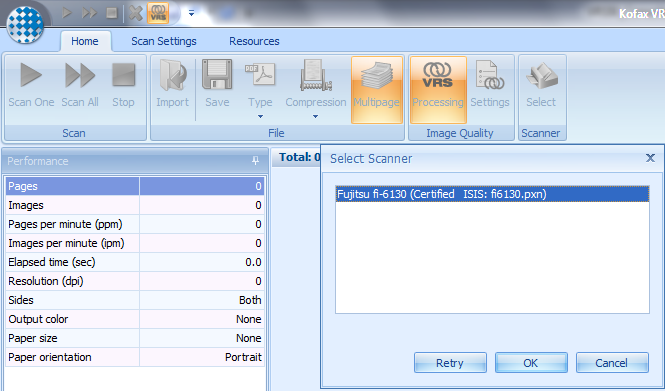 VRS
Kofax VR
Home Scan Settings Resources
Scan One Scan All Stop Import Save PDF Type Compression Multipage VRS Processing Settings Select
Scan File Image Quality Scanner
Performance
Total: 0
Select Scanner
Fujitsu fi-6130 (Certified ISIS: fi6130.pxn)
Retry OK Cancel
Pages 0
Images 0
Pages per minute (ppm) 0
Images per minute (ipm) 0
Elapsed time (sec) 0.0
Resolution (dpi) 0
Sides Both
Output color None
Paper size None
Paper orientation Portrait